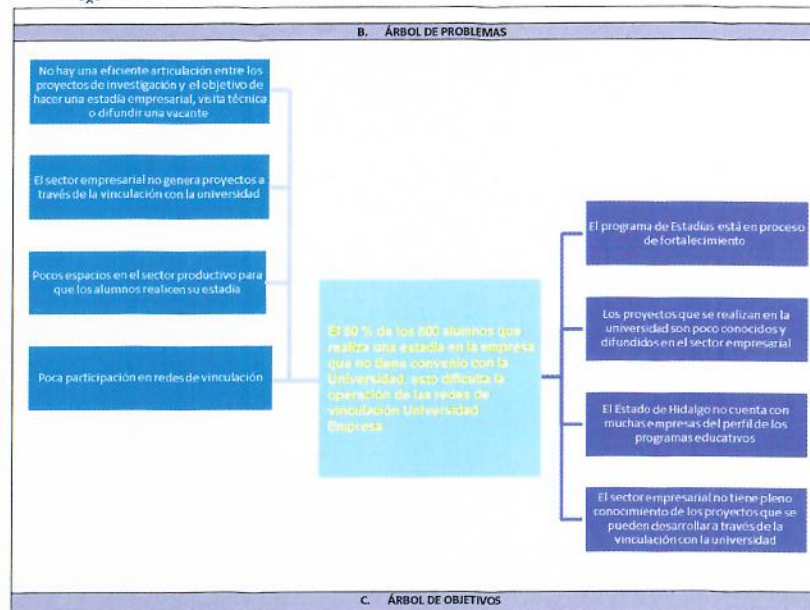 B. ÁRBOL DE PROBLEMAS
No hay una eficiente articulación entre los
proyectos de investigación y el objetivo de
hacer una estadía empresarial, visita técnica
o difundir una vacante
El sector empresarial no genera proyectos a
través de la vinculación con la universidad
Pocos espacios en el sector productivo para
que los alumnos realicen su estadía
Poca participación en redes de vinculación
El 80 % de los 800 alumnos que
realiza una estadía en la empresa
que no tiene convenio con la
Universidad, esto dificulta la
operación de las redes de
vinculación Universidad
Empresa
El programa de Estadías está en proceso
de fortalecimiento
Los proyectos que se realizan en la
universidad son poco conocidos y
difundidos en el sector empresarial
El Estado de Hidalgo no cuenta con
muchas empresas del perfil de los
programas educativos
El sector empresarial no tiene pleno
conocimiento de los proyectos que se
pueden desarrollar a través de la
vinculación con la universidad
C. ÁRBOL DE OBJETIVOS